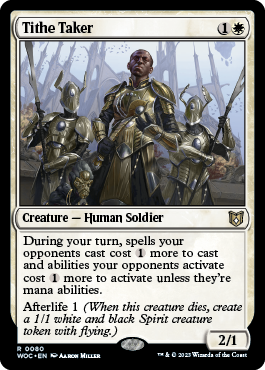 Tithe Taker 1
Creature — Human Soldier
During your turn, spells your
opponents cast cost 1 more to
cast and abilities your opponents
activate cost 1 more to activate
unless they're mana abilities.
Afterlife 1 (When this creature dies, create
a 1/1 white and black Spirit creature
token with flying.)
2/1
R 0080
WOC • EN AARON MILLER
™ & © 2023 Wizards of the Coast